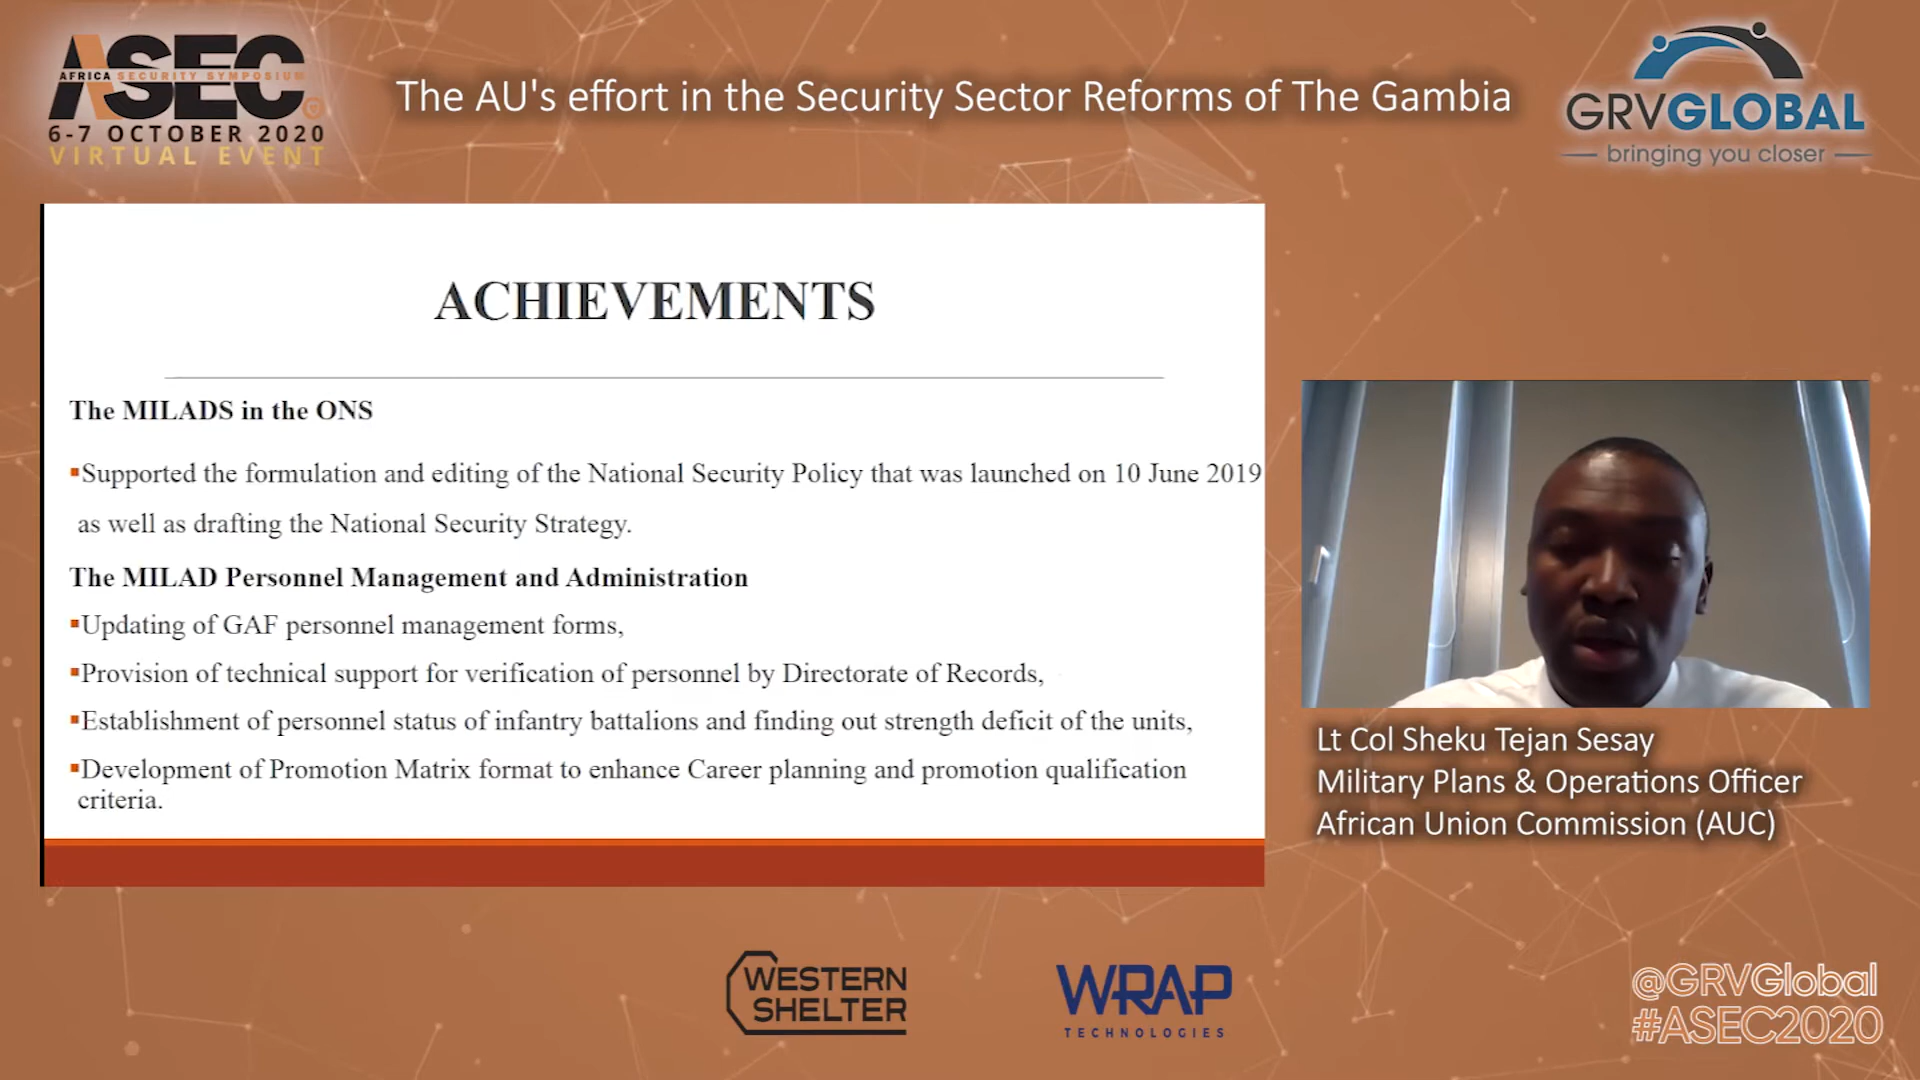 ASEC
AFRICA SECURITY SYMPOSIUM
6-7 OCTOBER 2020
VIRTUAL EVENT
The AU's effort in the Security Sector Reforms of The Gambia
GRVGLOBAL
bringing you closer
ACHIEVEMENTS
The MILADS in the ONS
▪Supported the formulation and editing of the National Security Policy that was launched on 10 June 2019
as well as drafting the National Security Strategy.
The MILAD Personnel Management and Administration
▪Updating of GAF personnel management forms,
▪Provision of technical support for verification of personnel by Directorate of Records,
▪Establishment of personnel status of infantry battalions and finding out strength deficit of the units,
▪Development of Promotion Matrix format to enhance Career planning and promotion qualification
criteria.
Lt Col Sheku Tejan Sesay
Military Plans & Operations Officer
African Union Commission (AUC)
WESTERN
SHELTER
WRAP
TECHNOLOGIES
@GRVGlobal
#ASEC2020